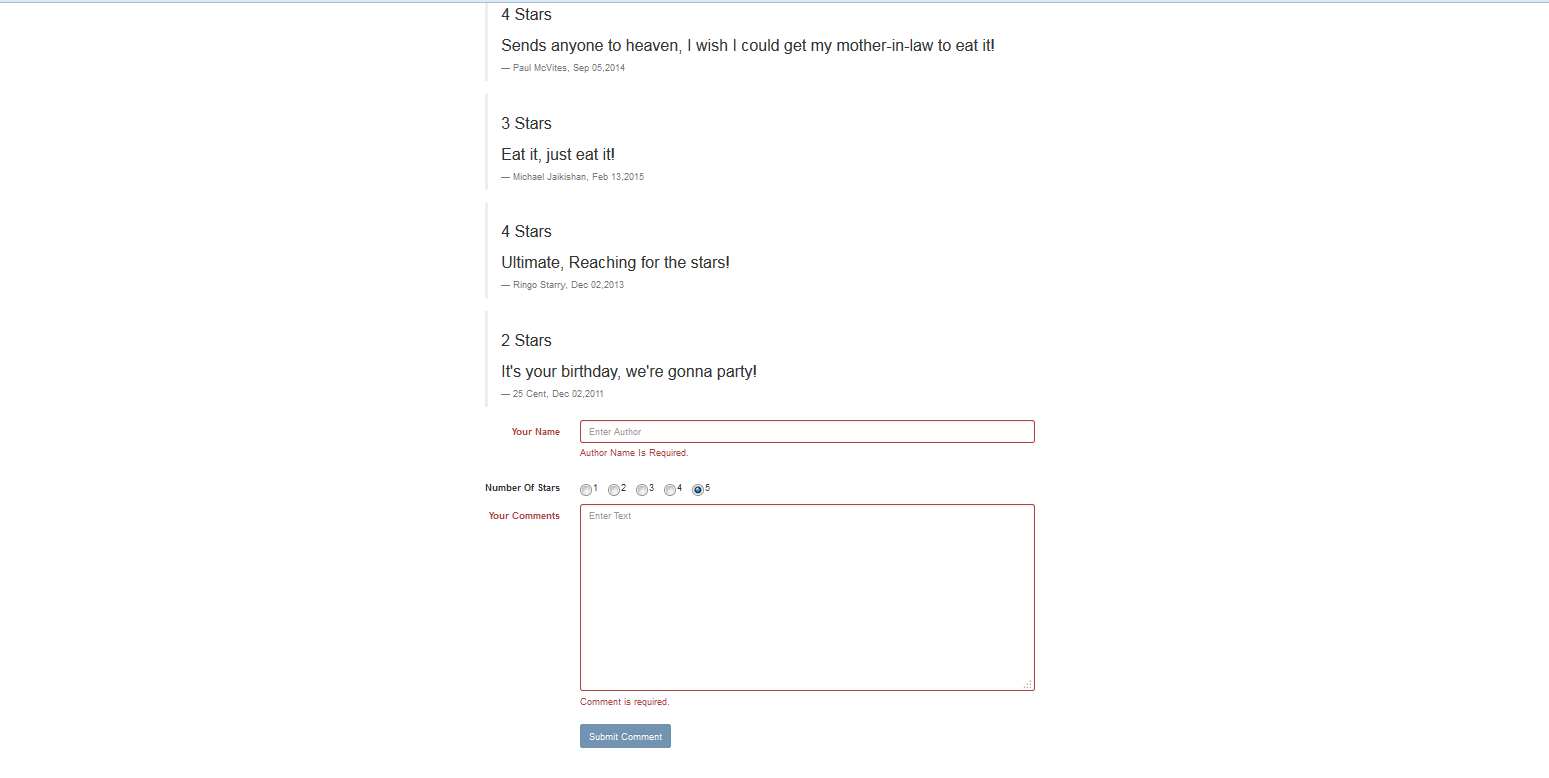 4 Stars
Sends anyone to heaven, I wish I could get my mother-in-law to eat it!
— Paul McVites, Sep 05,2014
3 Stars
Eat it, just eat it!
— Michael Jaikishan, Feb 13,2015
4 Stars
Ultimate, Reaching for the stars!
— Ringo Starry, Dec 02,2013
2 Stars
It's your birthday, we're gonna party!
— 25 Cent, Dec 02,2011
Your Name Enter Author
Author Name Is Required.
Number Of Stars 1 2 3 4 5
Your Comments Enter Text
Comment is required.
Submit Comment